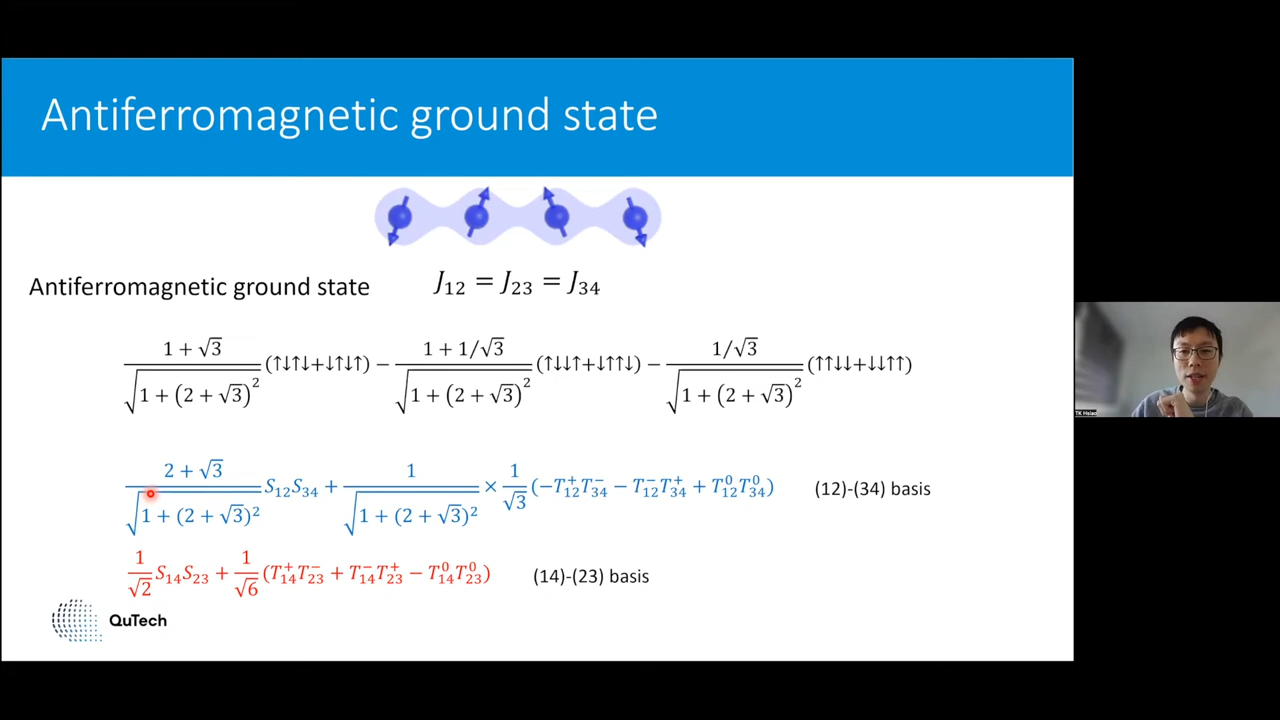 Antiferromagnetic ground state
Antiferromagnetic ground state J₁₂ = J₂₃ = J₃₄
(1 + √3)/√(1 + (2 + √3)²) (↑↓↑↓+↓↑↓↑) − (1 + 1/√3)/√(1 + (2 + √3)²) (↑↓↓↑+↓↑↑↓) − (1/√3)/√(1 + (2 + √3)²) (↑↑↓↓+↓↓↑↑)
(2 + √3)/√(1 + (2 + √3)²) S₁₂S₃₄ + 1/√(1 + (2 + √3)²) × 1/√3 (−T₁₂⁺T₃₄⁻ − T₁₂⁻T₃₄⁺ + T₁₂⁰T₃₄⁰) (12)-(34) basis
1/√2 S₁₄S₂₃ + 1/√6 (T₁₄⁺T₂₃⁻ + T₁₄⁻T₂₃⁺ − T₁₄⁰T₂₃⁰) (14)-(23) basis
QuTech
TK Hsiao